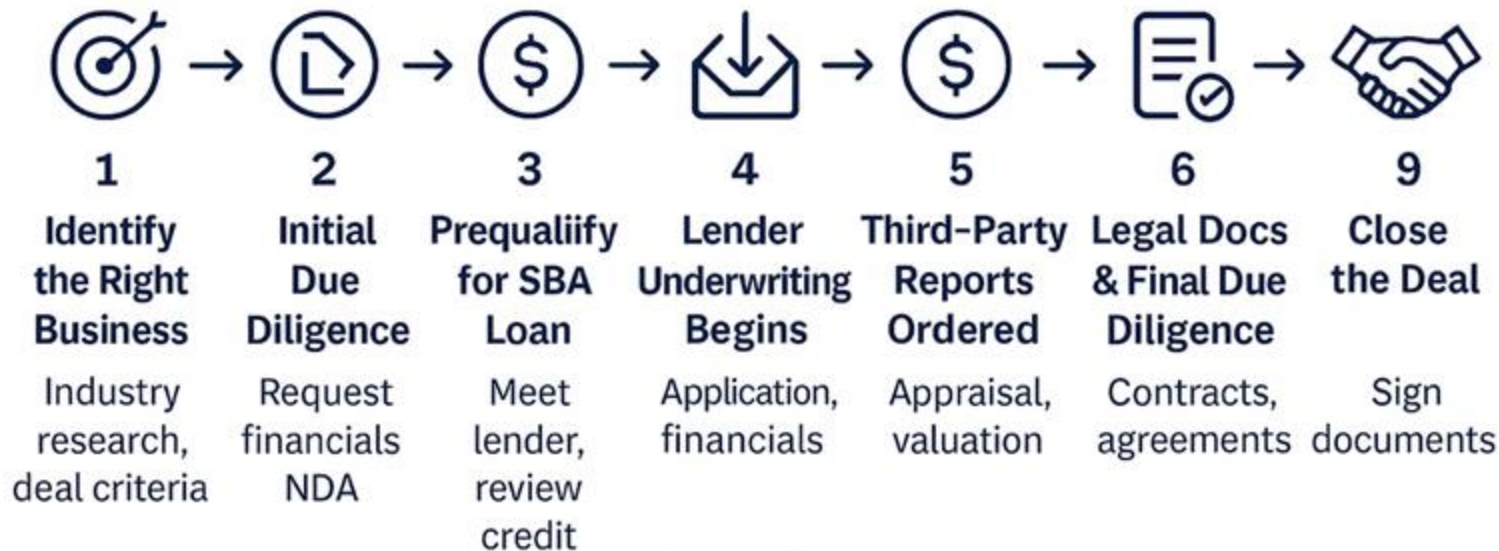 1
Identify
the Right
Business
Industry
research,
deal criteria
2
Initial
Due
Diligence
Request
financials
NDA
3
Prequaliify
for SBA
Loan
Meet
lender,
review
credit
4
Lender
Underwriting
Begins
Application,
financials
5
Third-Party
Reports
Ordered
Appraisal,
valuation
6
Legal Docs
& Final Due
Diligence
Contracts,
agreements
9
Close
the Deal
Sign
documents